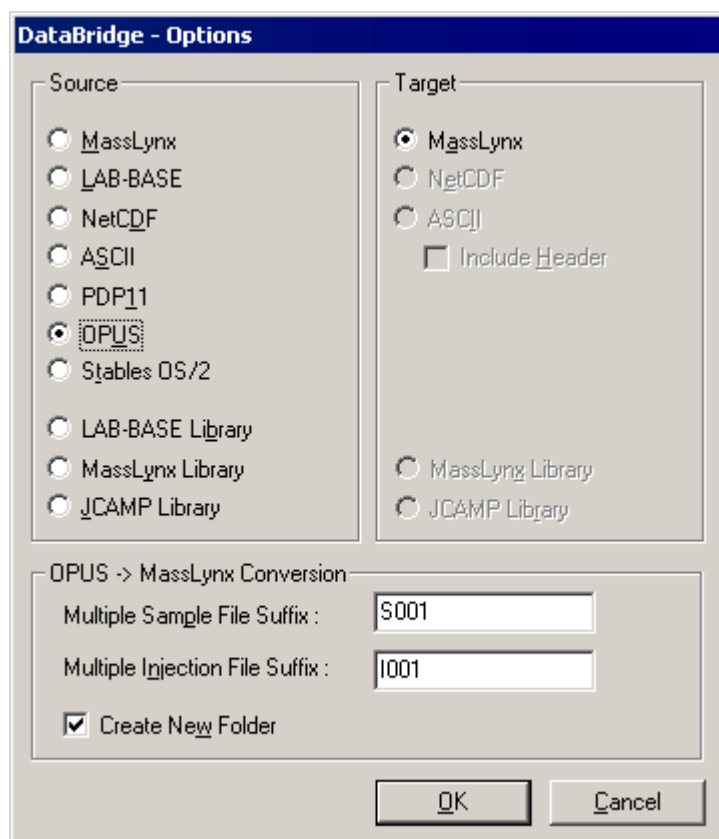 DataBridge - Options
Source
MassLynx
LAB-BASE
NetCDF
ASCII
PDP11
OPUS
Stables OS/2
LAB-BASE Library
MassLynx Library
JCAMP Library
Target
MassLynx
NetCDF
ASCII
Include Header
MassLynx Library
JCAMP Library
OPUS -> MassLynx Conversion
Multiple Sample File Suffix : S001
Multiple Injection File Suffix : I001
Create New Folder
OK
Cancel